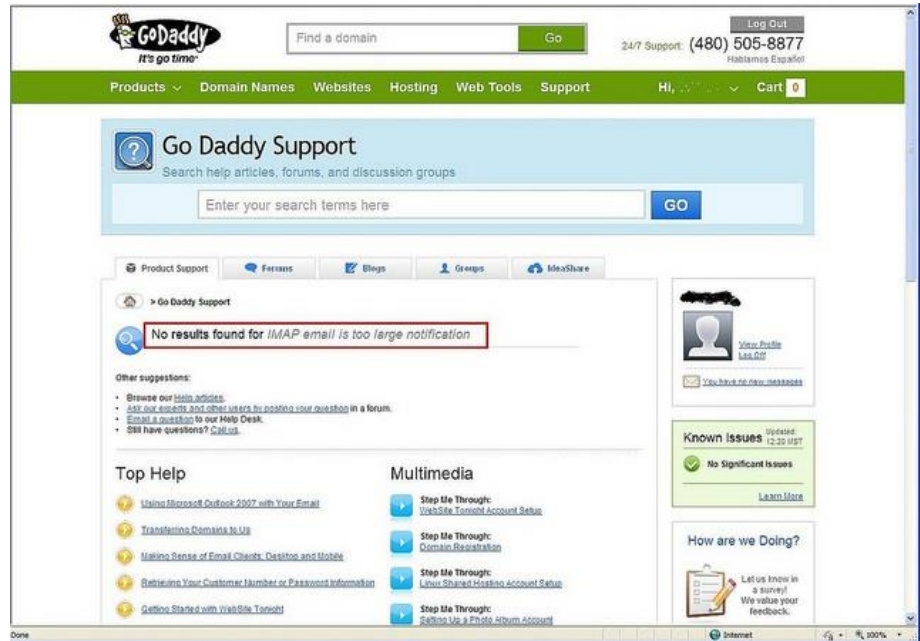 GoDaddy
It's go time™
Find a domain
Go
Log Out
24/7 Support: (480) 505-8877
Hablamos Español
Products
Domain Names
Websites
Hosting
Web Tools
Support
Hi,
Cart 0
Go Daddy Support
Search help articles, forums, and discussion groups
Enter your search terms here
GO
Product Support
Forums
Blogs
Groups
IdeaShare
> Go Daddy Support
No results found for IMAP email is too large notification
Other suggestions:
• Browse our Help articles.
• Ask our experts and other users by posting your question in a forum.
• Email a question to our Help Desk.
• Still have questions? Call us.
View Profile
Log Off
You have no new messages
Known Issues
Updated:
12:20 MST
No Significant Issues
Learn More
Top Help
Using Microsoft Outlook 2007 with Your Email
Transferring Domains to Us
Making Sense of Email Clients: Desktop and Mobile
Retrieving Your Customer Number or Password Information
Getting Started with WebSite Tonight
Multimedia
Step Me Through:
WebSite Tonight Account Setup
Step Me Through:
Domain Registration
Step Me Through:
Linux Shared Hosting Account Setup
Step Me Through:
Setting Up a Photo Album Account
How are we Doing?
Let us know in
a survey!
We value your
feedback.
Done
Internet
100%